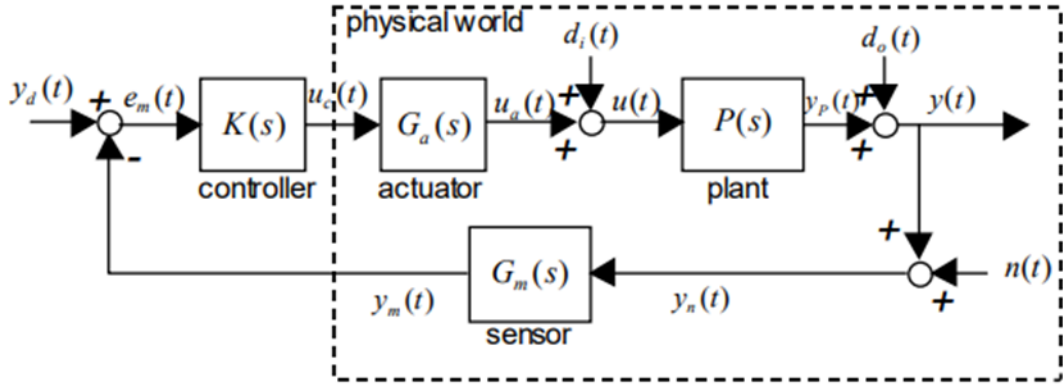 physical world
d_i(t)
d_o(t)
y_d(t)
+
e_m(t)
K(s)
u_c(t)
G_a(s)
u_a(t)
+
u(t)
P(s)
y_P(t)
+
y(t)
-
+
+
controller
actuator
plant
+
G_m(s)
n(t)
y_m(t)
y_n(t)
+
sensor